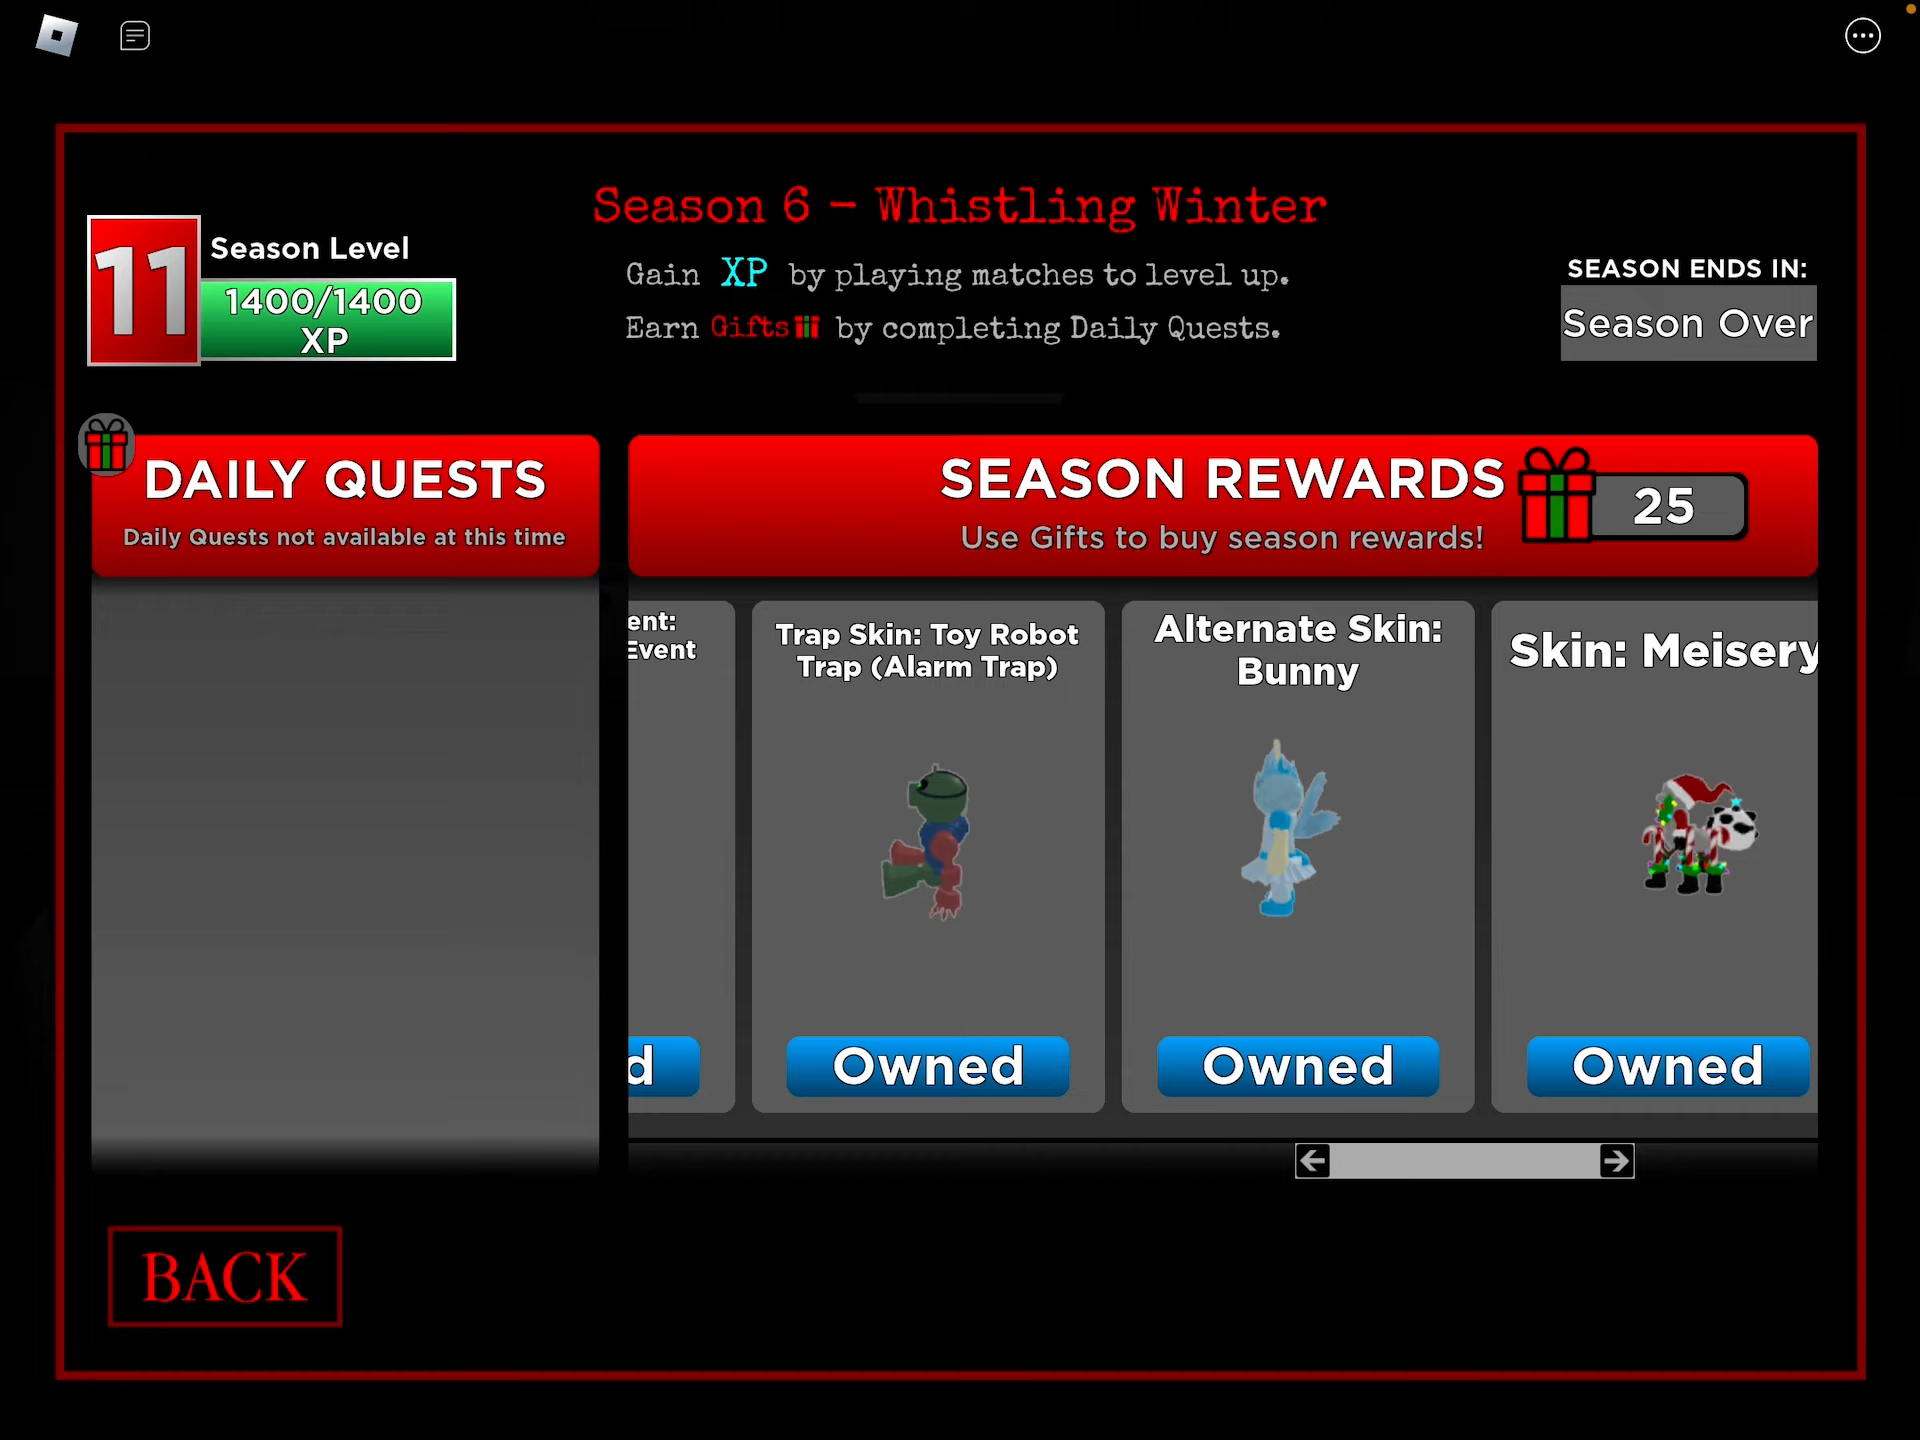 Season 6 – Whistling Winter
11
Season Level
1400/1400
XP
Gain XP by playing matches to level up.
Earn Gifts by completing Daily Quests.
SEASON ENDS IN:
Season Over
DAILY QUESTS
Daily Quests not available at this time
SEASON REWARDS
Use Gifts to buy season rewards!
25
ent:
Event
d
Trap Skin: Toy Robot
Trap (Alarm Trap)
Owned
Alternate Skin:
Bunny
Owned
Skin: Meisery
Owned
BACK